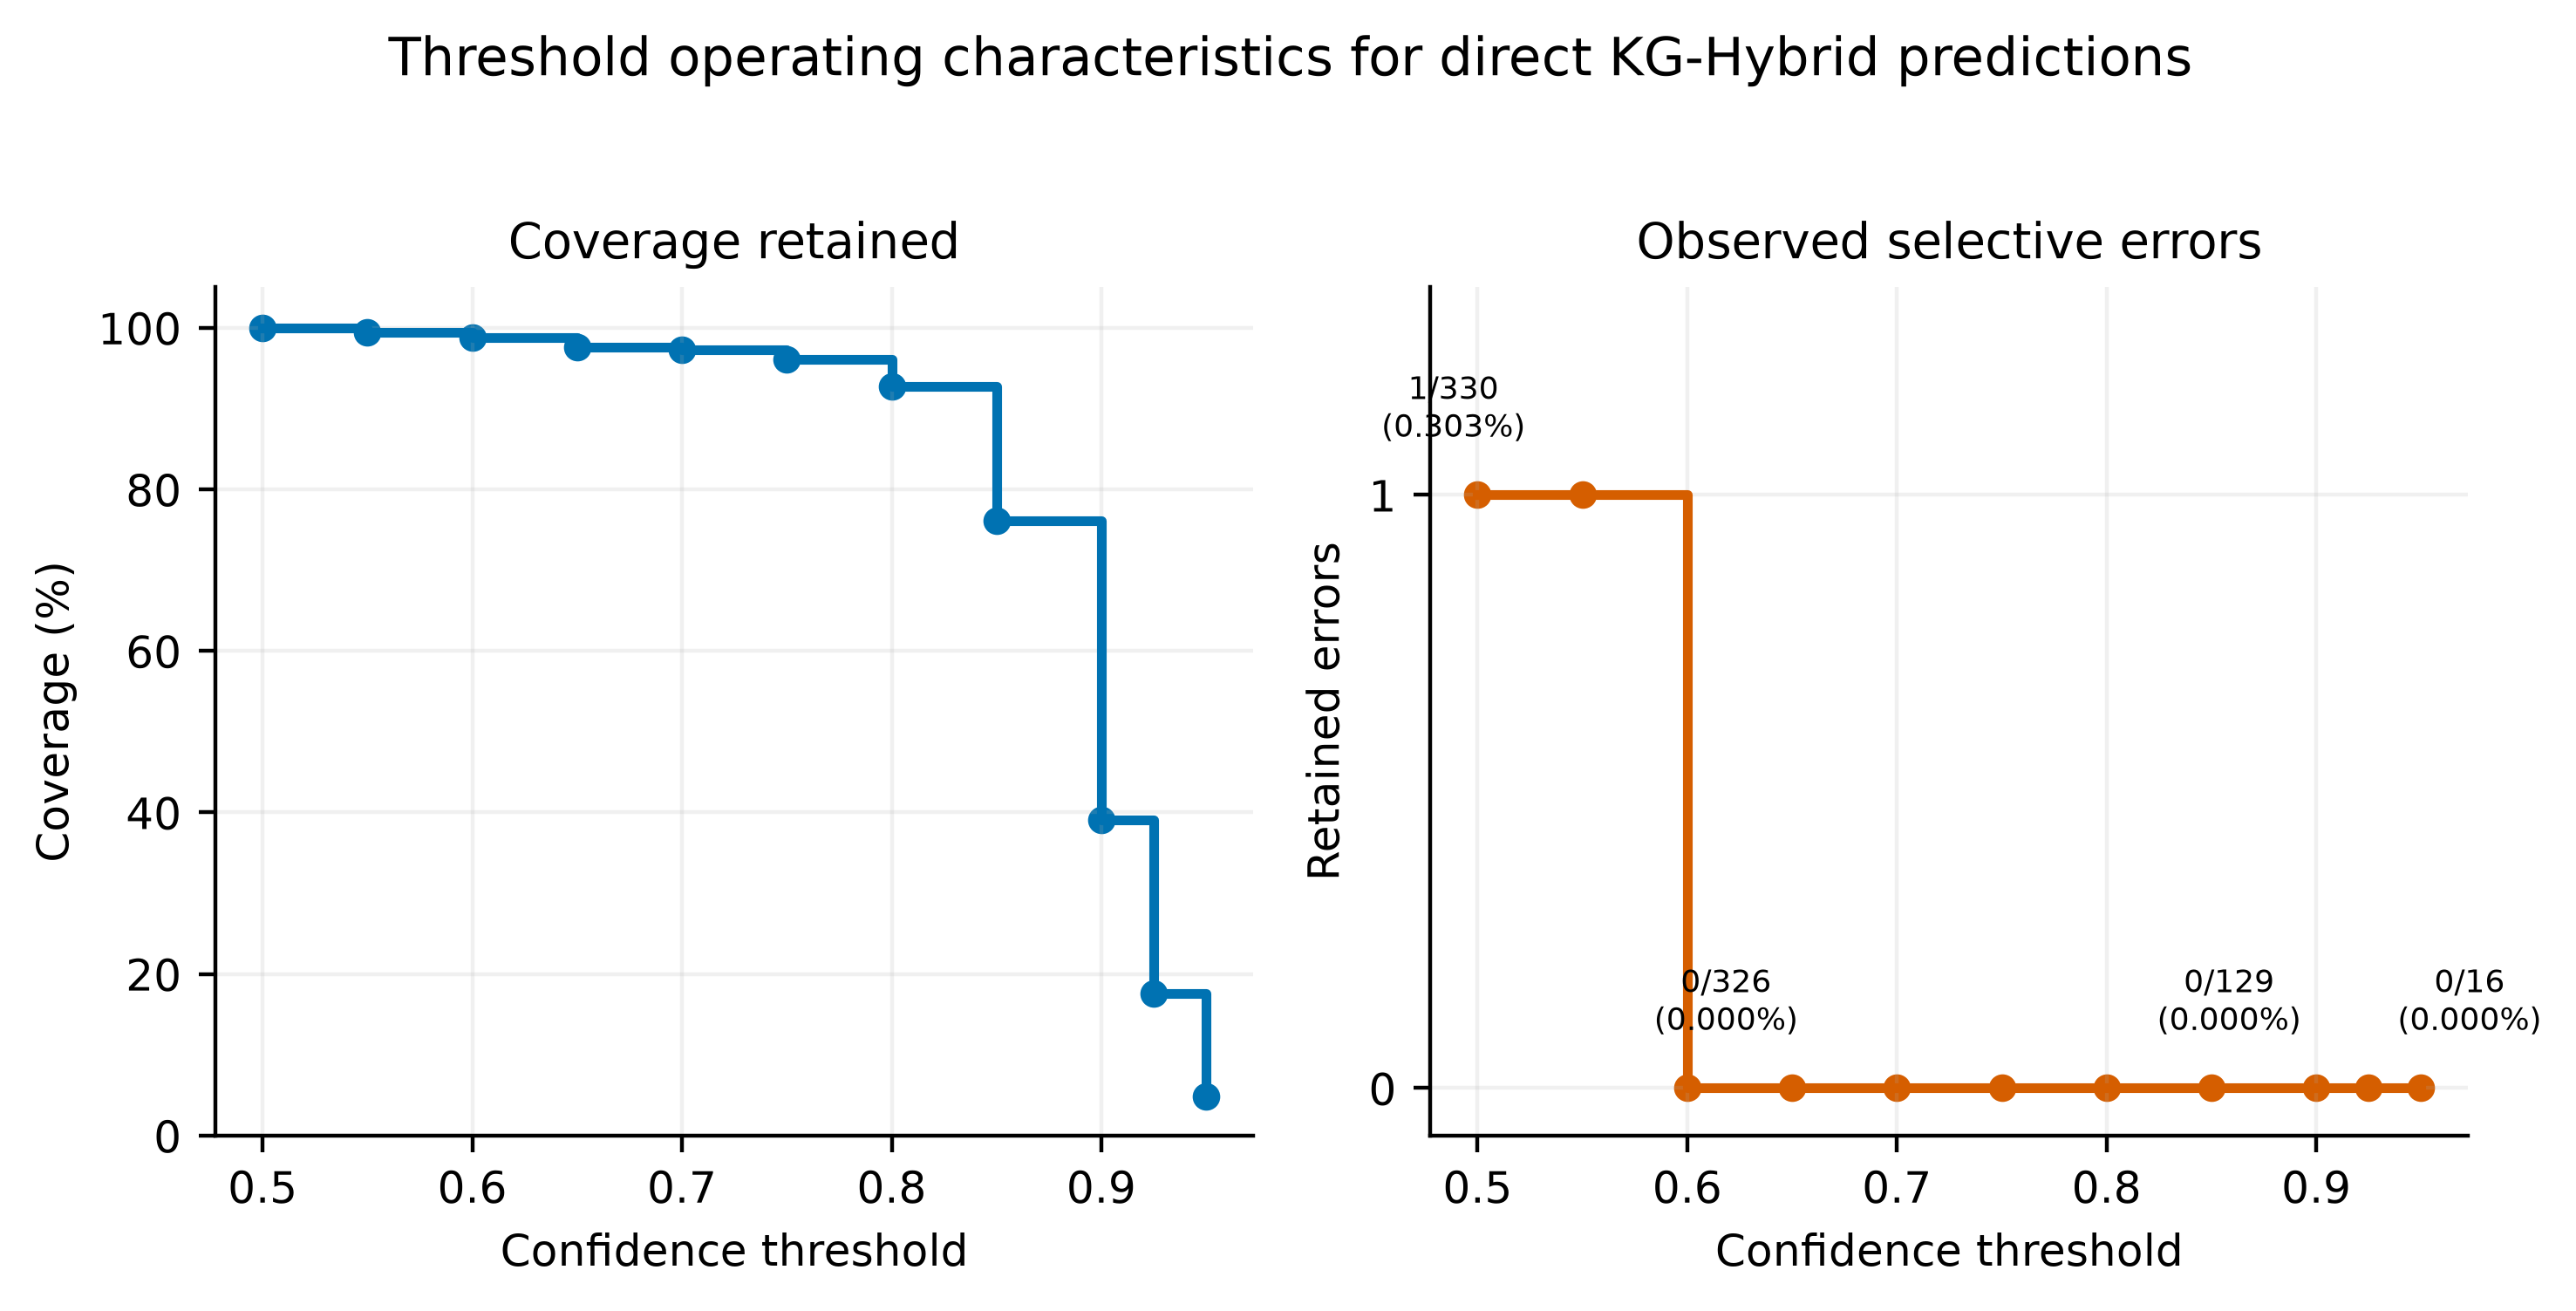 Threshold operating characteristics for direct KG-Hybrid predictions
Coverage retained
Coverage (%)
100
80
60
40
20
0
0.5 0.6 0.7 0.8 0.9
Confidence threshold
Observed selective errors
Retained errors
1
0
1/330
(0.303%)
0/326
(0.000%)
0/129
(0.000%)
0/16
(0.000%)
0.5 0.6 0.7 0.8 0.9
Confidence threshold